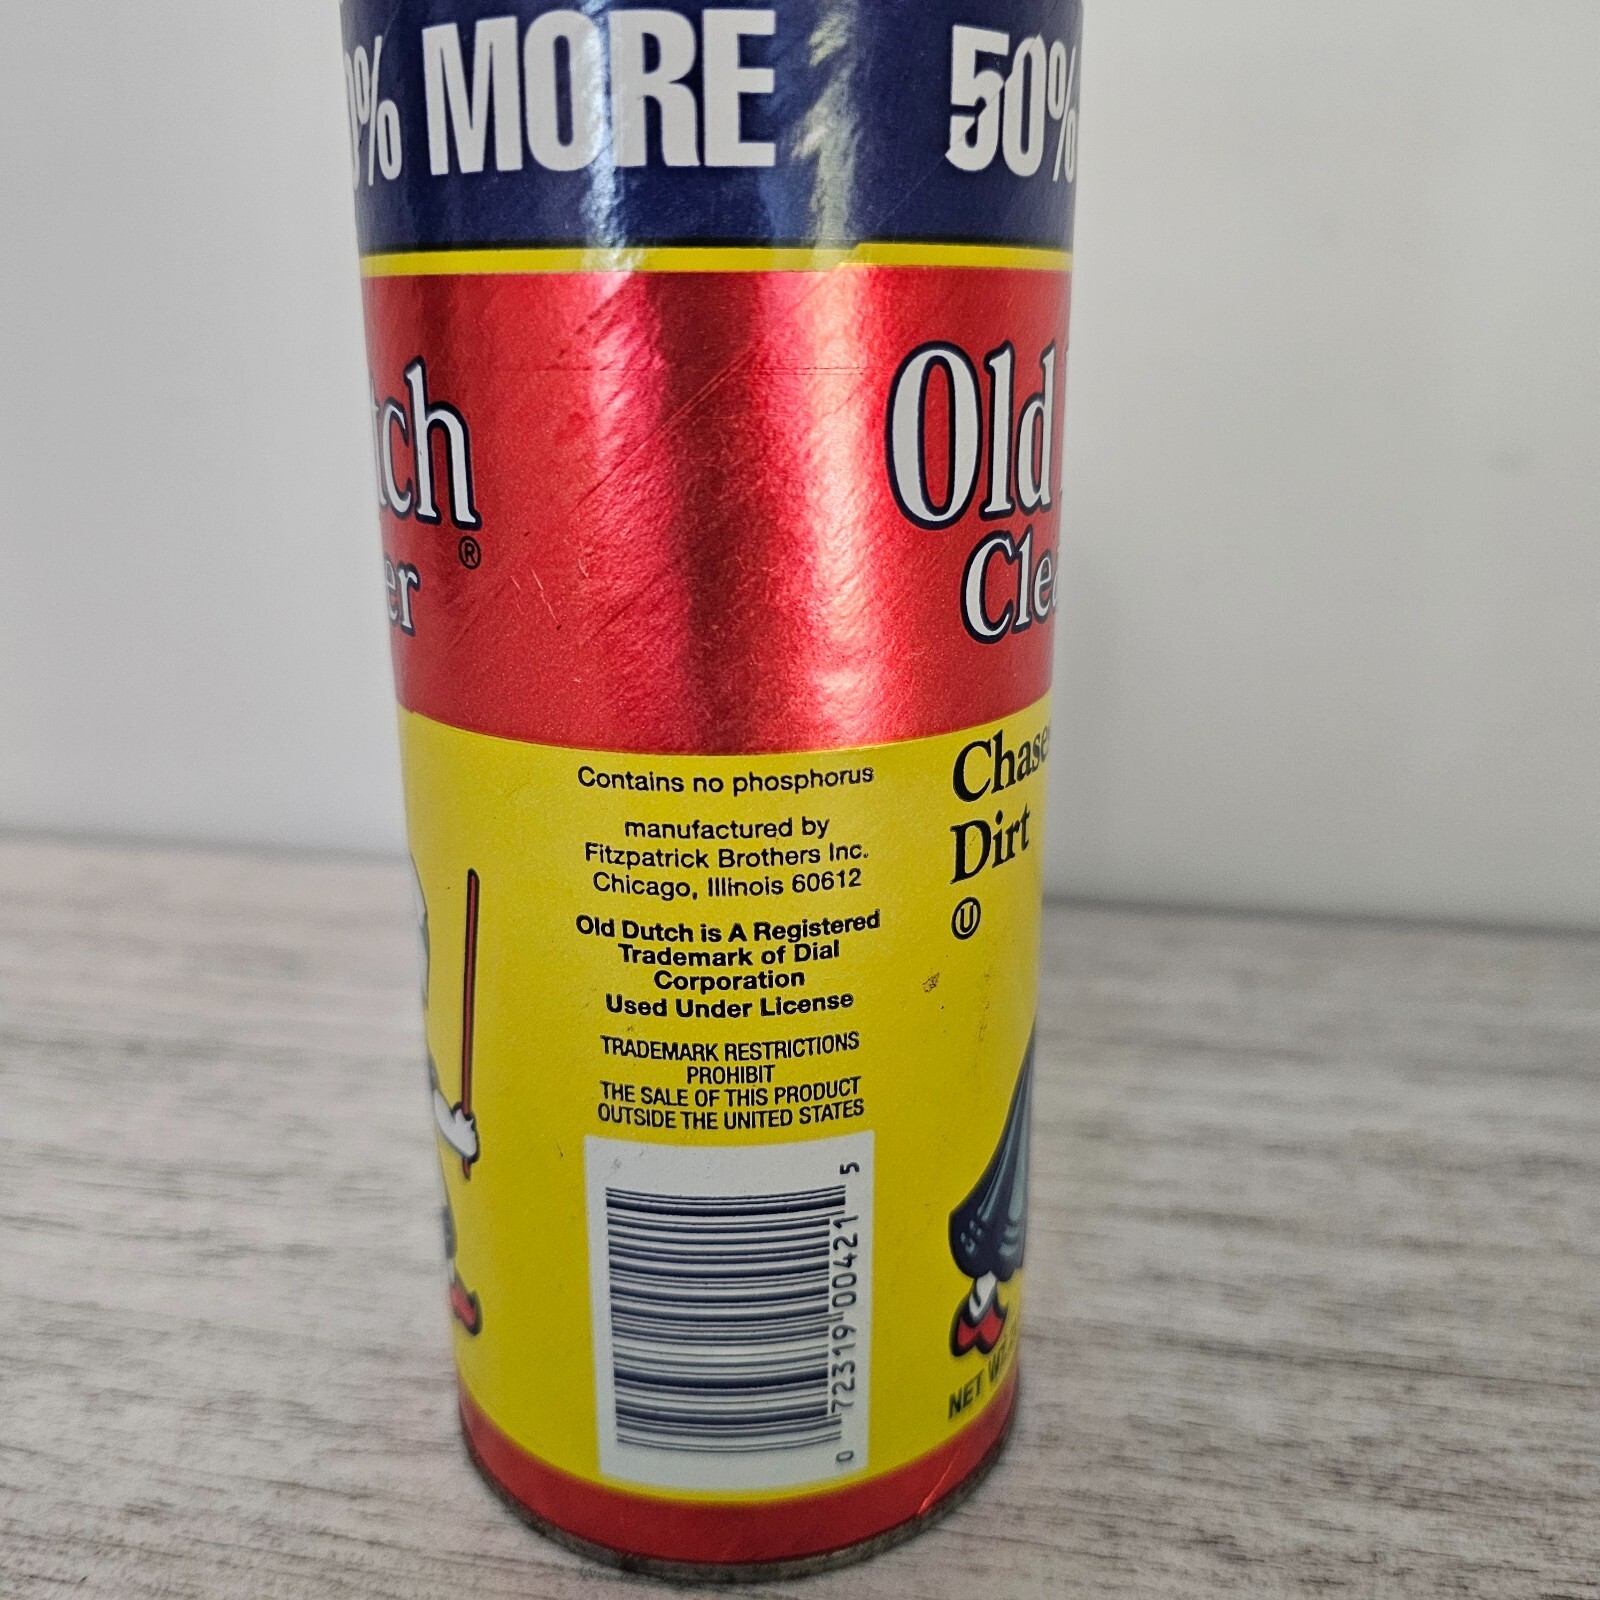 % MORE
50%
tch®
er
Old
Cle
Contains no phosphorus
manufactured by
Fitzpatrick Brothers Inc.
Chicago, Illinois 60612
Old Dutch is A Registered
Trademark of Dial
Corporation
Used Under License
TRADEMARK RESTRICTIONS
PROHIBIT
THE SALE OF THIS PRODUCT
OUTSIDE THE UNITED STATES
0 72319 00421 5
Chase
Dirt
U
NET WT